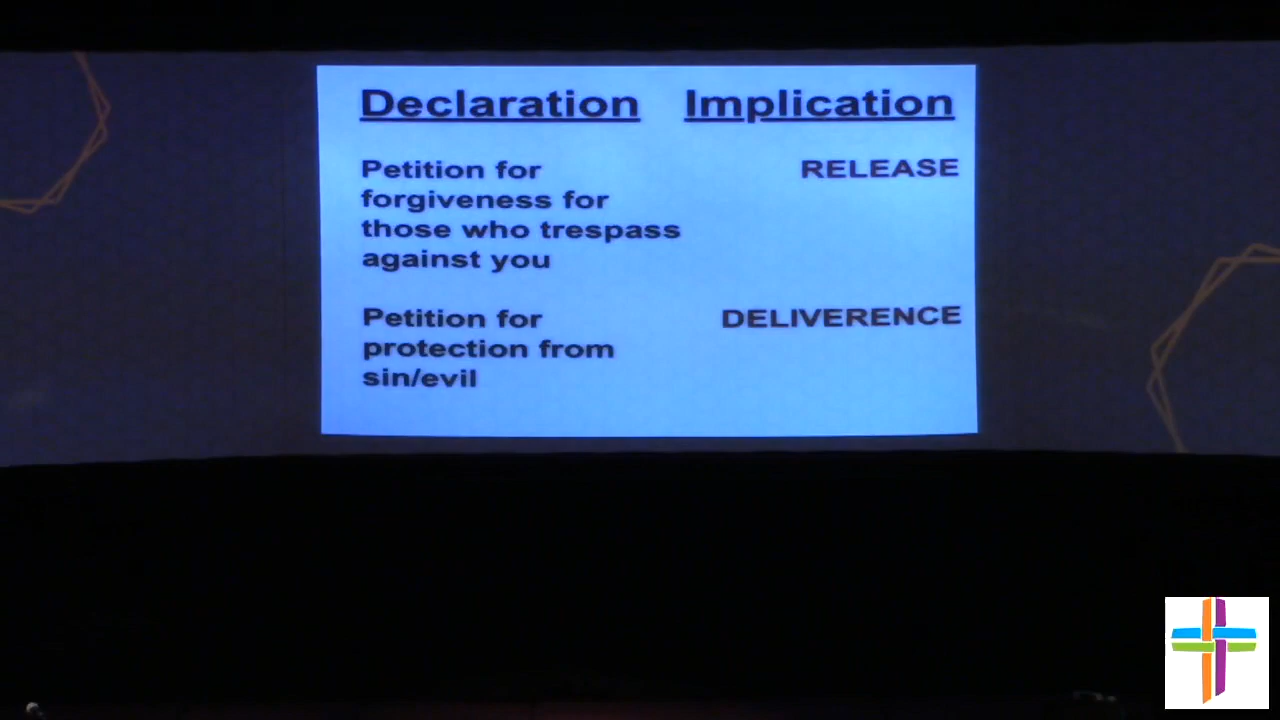 Declaration Implication
Petition for RELEASE
forgiveness for
those who trespass
against you
Petition for DELIVERENCE
protection from
sin/evil